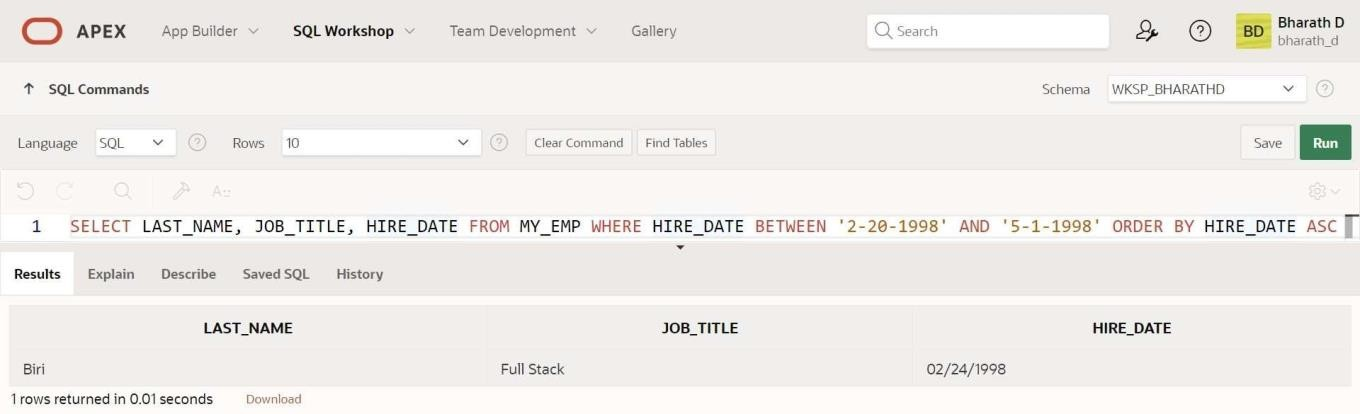 APEX App Builder SQL Workshop Team Development Gallery Search BD Bharath D
bharath_d
SQL Commands Schema WKSP_BHARATHD
Language SQL Rows 10 Clear Command Find Tables Save Run
A
1 SELECT LAST_NAME, JOB_TITLE, HIRE_DATE FROM MY_EMP WHERE HIRE_DATE BETWEEN '2-20-1998' AND '5-1-1998' ORDER BY HIRE_DATE ASC
Results Explain Describe Saved SQL History
LAST_NAME JOB_TITLE HIRE_DATE
Biri Full Stack 02/24/1998
1 rows returned in 0.01 seconds Download